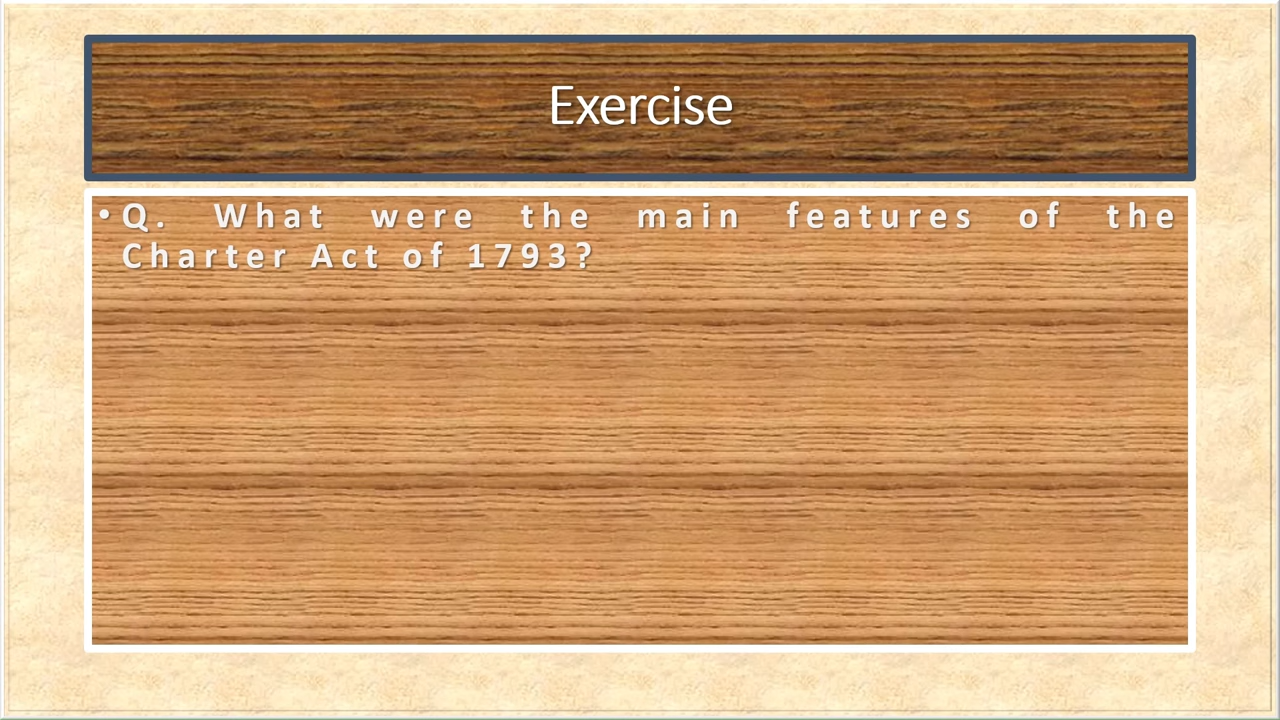 Exercise
• Q. What were the main features of the
Charter Act of 1793?